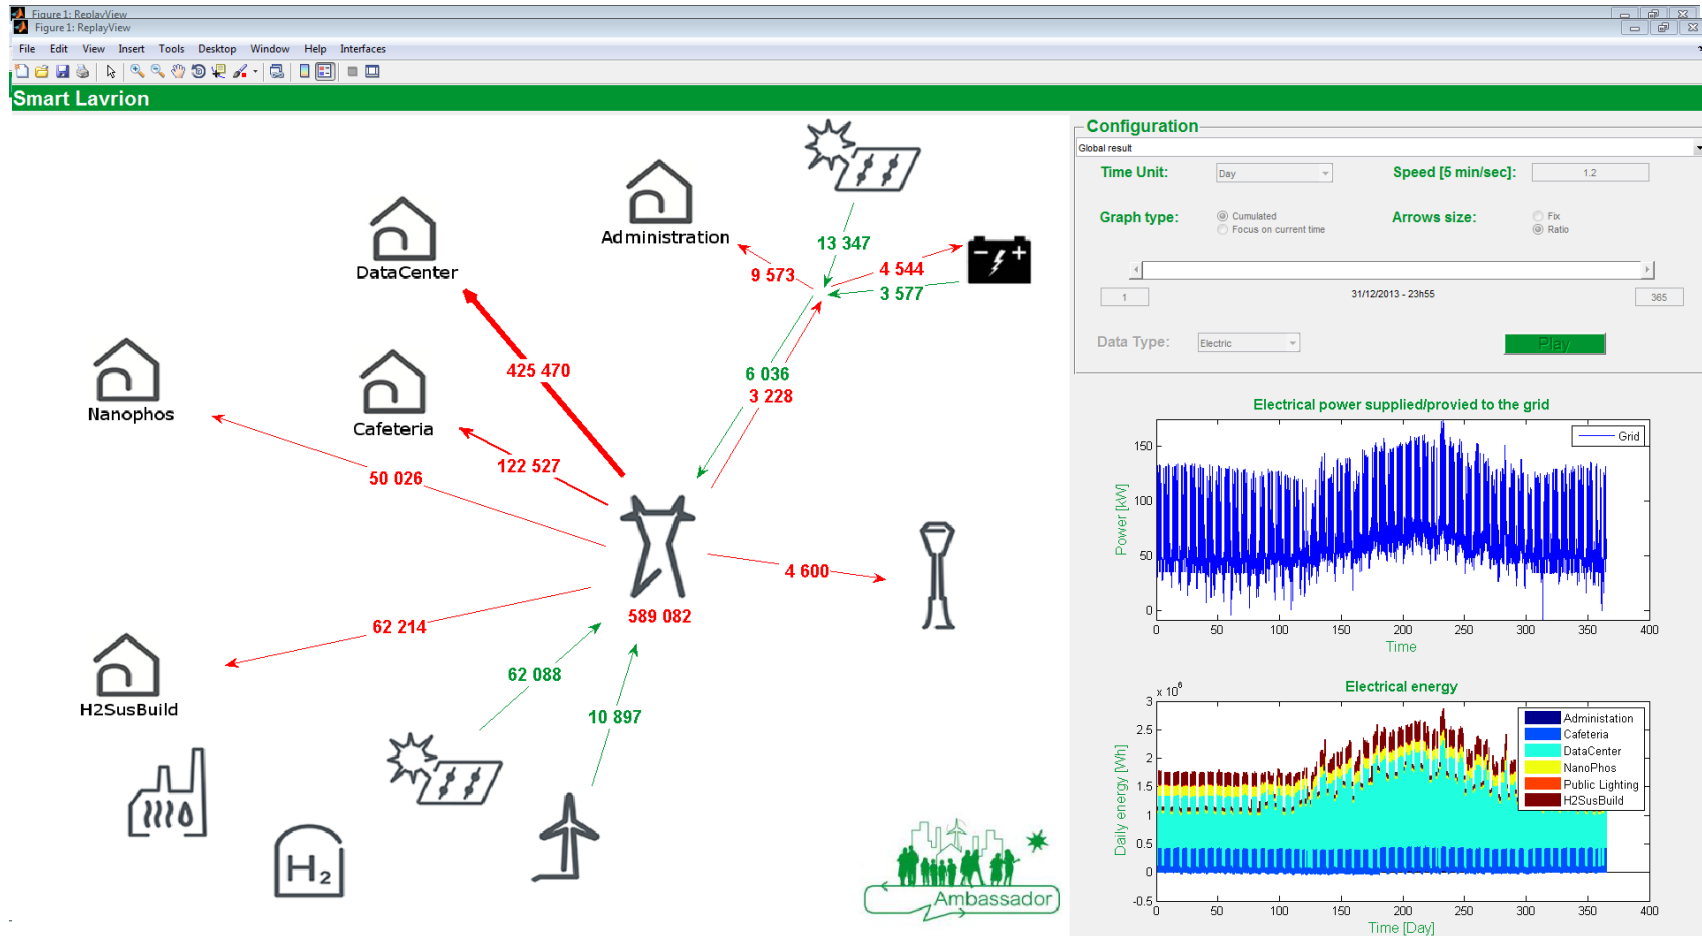 Figure 1: ReplayView
Figure 1: ReplayView
File Edit View Insert Tools Desktop Window Help Interfaces
Smart Lavrion
DataCenter
Administration
Nanophos
Cafeteria
H2SusBuild
13 347
9 573
4 544
3 577
6 036
3 228
425 470
122 527
50 026
4 600
62 214
589 082
62 088
10 897
H2
Ambassador
Configuration
Global result
Time Unit: Day Speed [5 min/sec]: 1.2
Graph type: Cumulated Arrows size: Fix
Focus on current time Ratio
1 31/12/2013 - 23h55 365
Data Type: Electric Play
Electrical power supplied/provied to the grid
Grid
Power [kW]
150
100
50
0
0 50 100 150 200 250 300 350 400
Time
Electrical energy
x 10^6
Daily energy [Wh]
3
2.5
2
1.5
1
0.5
0
-0.5
Administation
Cafeteria
DataCenter
NanoPhos
Public Lighting
H2SusBuild
0 50 100 150 200 250 300 350 400
Time [Day]